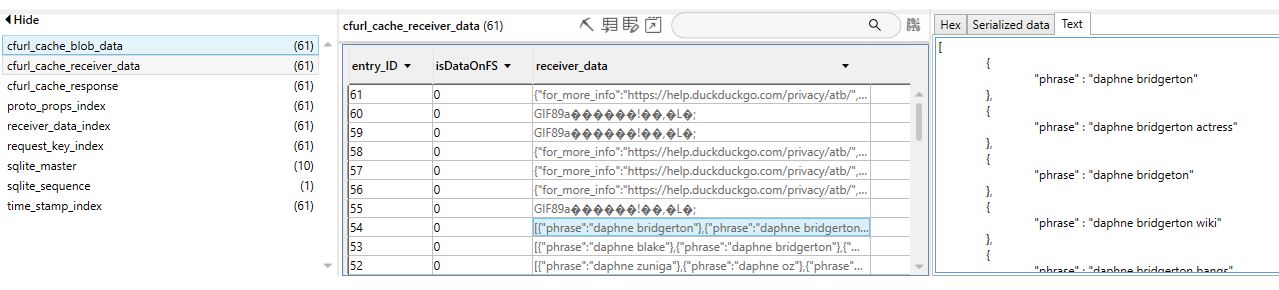 Hide
cfurl_cache_blob_data (61)
cfurl_cache_receiver_data (61)
cfurl_cache_response (61)
proto_props_index (61)
receiver_data_index (61)
request_key_index (61)
sqlite_master (10)
sqlite_sequence (1)
time_stamp_index (61)
cfurl_cache_receiver_data (61)
entry_ID isDataOnFS receiver_data
61 0 {"for_more_info":"https://help.duckduckgo.com/privacy/atb/",...
60 0 GIF89a������!��,�L�;
59 0 GIF89a������!��,�L�;
58 0 {"for_more_info":"https://help.duckduckgo.com/privacy/atb/",...
57 0 {"for_more_info":"https://help.duckduckgo.com/privacy/atb/",...
56 0 {"for_more_info":"https://help.duckduckgo.com/privacy/atb/",...
55 0 GIF89a������!��,�L�;
54 0 [{"phrase":"daphne bridgerton"},{"phrase":"daphne bridgerton...
53 0 [{"phrase":"daphne blake"},{"phrase":"daphne bridgerton"},{"...
52 0 [{"phrase":"daphne zuniga"},{"phrase":"daphne oz"},{"phrase"...
Hex Serialized data Text
[
{
"phrase" : "daphne bridgerton"
},
{
"phrase" : "daphne bridgerton actress"
},
{
"phrase" : "daphne bridgeton"
},
{
"phrase" : "daphne bridgerton wiki"
},
{
"phrase" : "daphne bridgerton bangs"